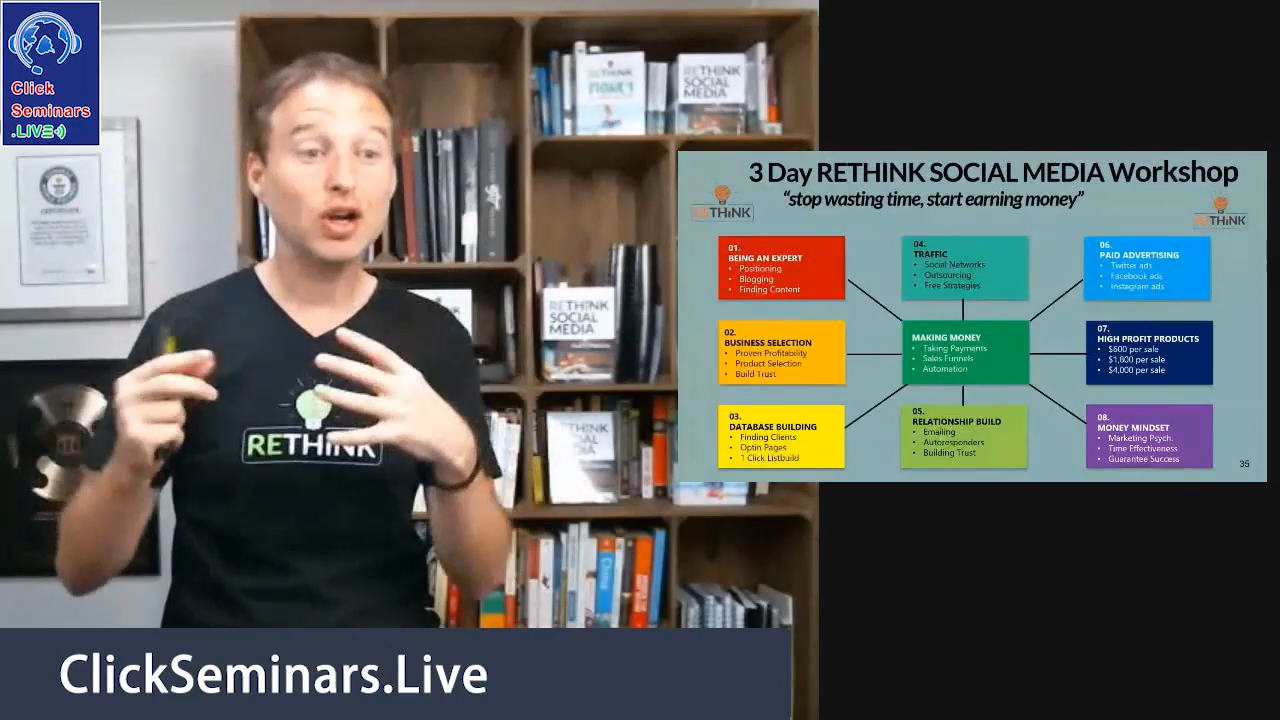 Click
Seminars
.LIVE
CERTIFICATE
RETHINK
RETHINK
SOCIAL
MEDIA
RETHINK
SOCIAL
MEDIA
RETHINK
3 Day RETHINK SOCIAL MEDIA Workshop
“stop wasting time, start earning money”
RETHINK
RETHINK
01.
BEING AN EXPERT
• Positioning
• Blogging
• Finding Content
04.
TRAFFIC
• Social Networks
• Outsourcing
• Free Strategies
06.
PAID ADVERTISING
• Twitter ads
• Facebook ads
• Instagram ads
02.
BUSINESS SELECTION
• Proven Profitability
• Product Selection
• Build Trust
MAKING MONEY
• Taking Payments
• Sales Funnels
• Automation
07.
HIGH PROFIT PRODUCTS
• $600 per sale
• $1,800 per sale
• $4,000 per sale
03.
DATABASE BUILDING
• Finding Clients
• Optin Pages
• 1 Click Listbuild
05.
RELATIONSHIP BUILD
• Emailing
• Autoresponders
• Building Trust
08.
MONEY MINDSET
• Marketing Psych.
• Time Effectiveness
• Guarantee Success
35
ClickSeminars.Live